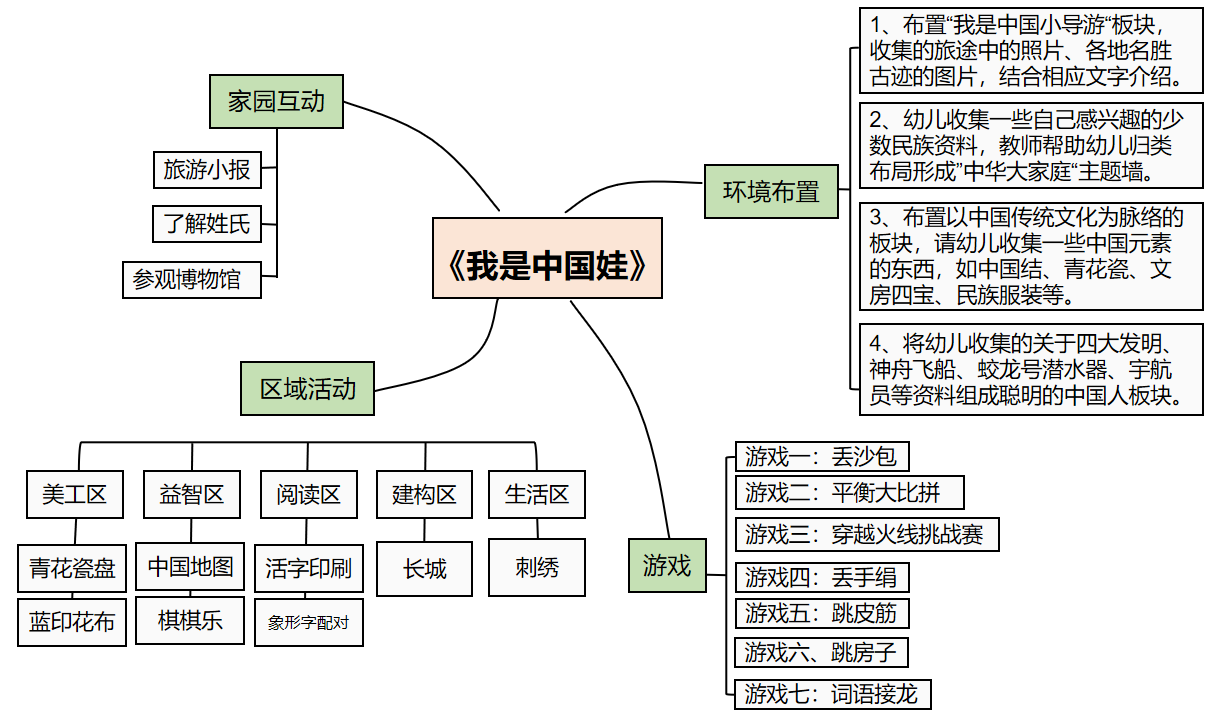 《我是中国娃》
家园互动
旅游小报
了解姓氏
参观博物馆
环境布置
1、布置“我是中国小导游“板块，
收集的旅途中的照片、各地名胜
古迹的图片，结合相应文字介绍。
2、幼儿收集一些自己感兴趣的少
数民族资料，教师帮助幼儿归类
布局形成”中华大家庭“主题墙。
3、布置以中国传统文化为脉络的
板块，请幼儿收集一些中国元素
的东西，如中国结、青花瓷、文
房四宝、民族服装等。
4、将幼儿收集的关于四大发明、
神舟飞船、蛟龙号潜水器、宇航
员等资料组成聪明的中国人板块。
区域活动
美工区
益智区
阅读区
建构区
生活区
青花瓷盘
中国地图
活字印刷
长城
刺绣
蓝印花布
棋棋乐
象形字配对
游戏
游戏一：丢沙包
游戏二：平衡大比拼
游戏三：穿越火线挑战赛
游戏四：丢手绢
游戏五：跳皮筋
游戏六、跳房子
游戏七：词语接龙